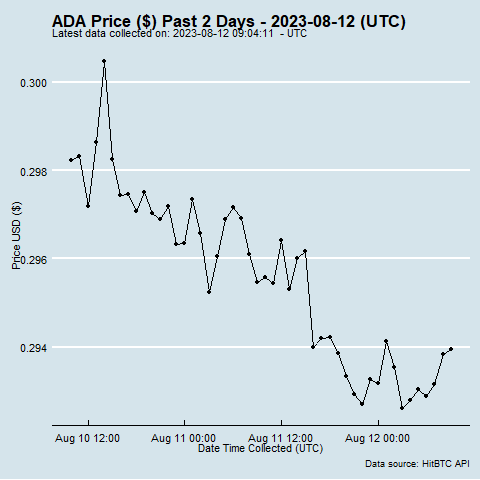 ADA Price ($) Past 2 Days - 2023-08-12 (UTC)
Latest data collected on: 2023-08-12 09:04:11 - UTC
0.300
0.298
0.296
0.294
Price USD ($)
Aug 10 12:00 Aug 11 00:00 Aug 11 12:00 Aug 12 00:00
Date Time Collected (UTC)
Data source: HitBTC API